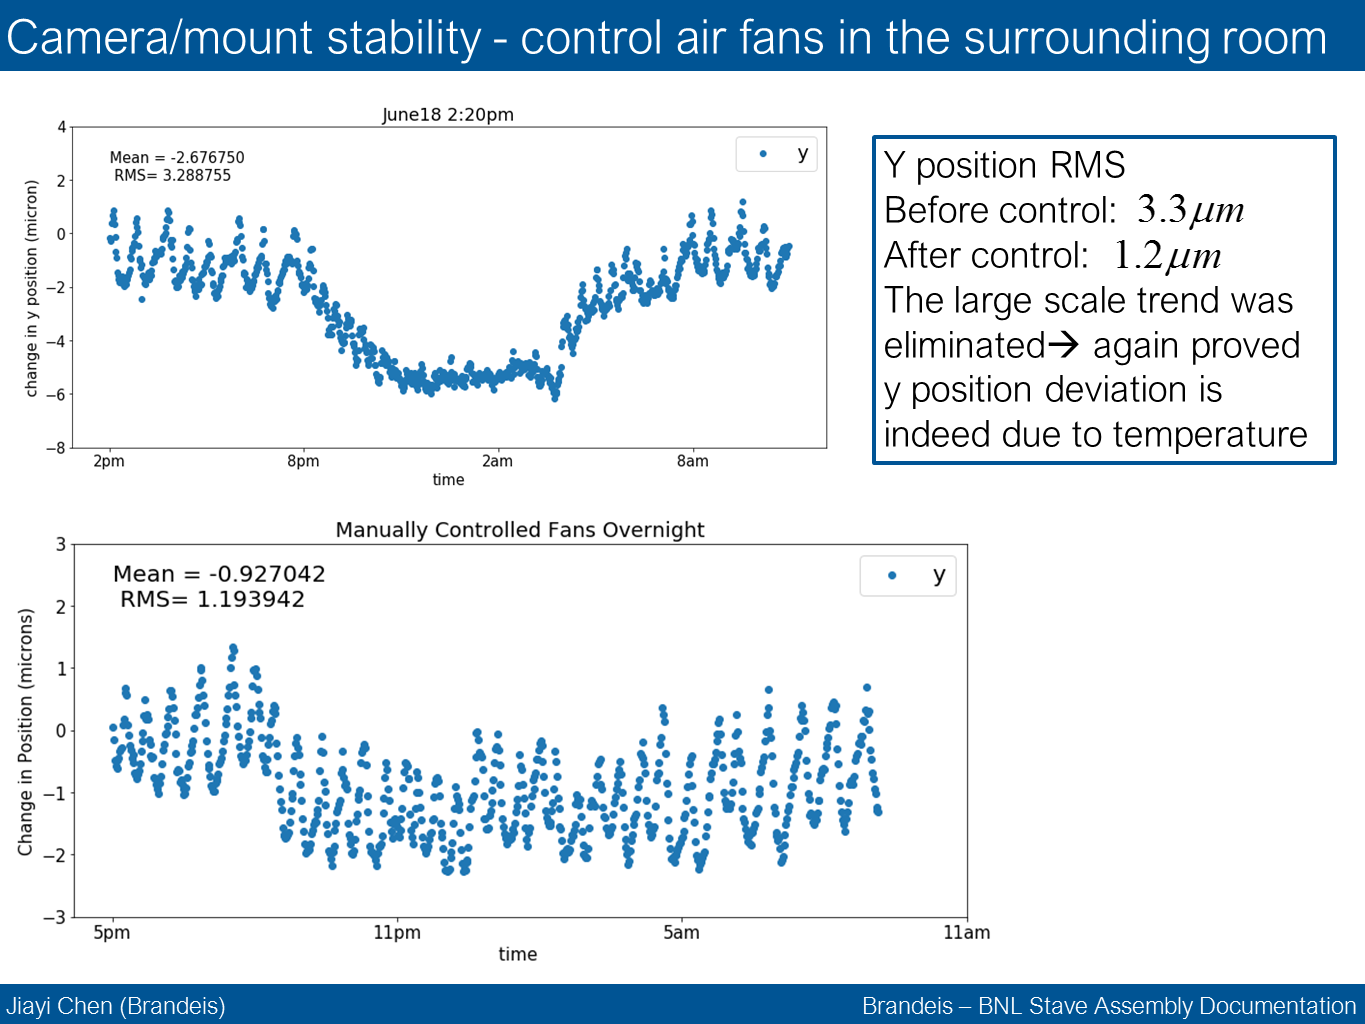 Camera/mount stability - control air fans in the surrounding room
June18 2:20pm
Mean = -2.676750
RMS= 3.288755
y
4
2
0
−2
−4
−6
−8
change in y position (micron)
2pm 8pm 2am 8am
time
Y position RMS
Before control: 3.3μm
After control: 1.2μm
The large scale trend was
eliminated→ again proved
y position deviation is
indeed due to temperature
Manually Controlled Fans Overnight
Mean = -0.927042
RMS= 1.193942
y
3
2
1
0
−1
−2
−3
Change in Position (microns)
5pm 11pm 5am 11am
time
Jiayi Chen (Brandeis) Brandeis – BNL Stave Assembly Documentation